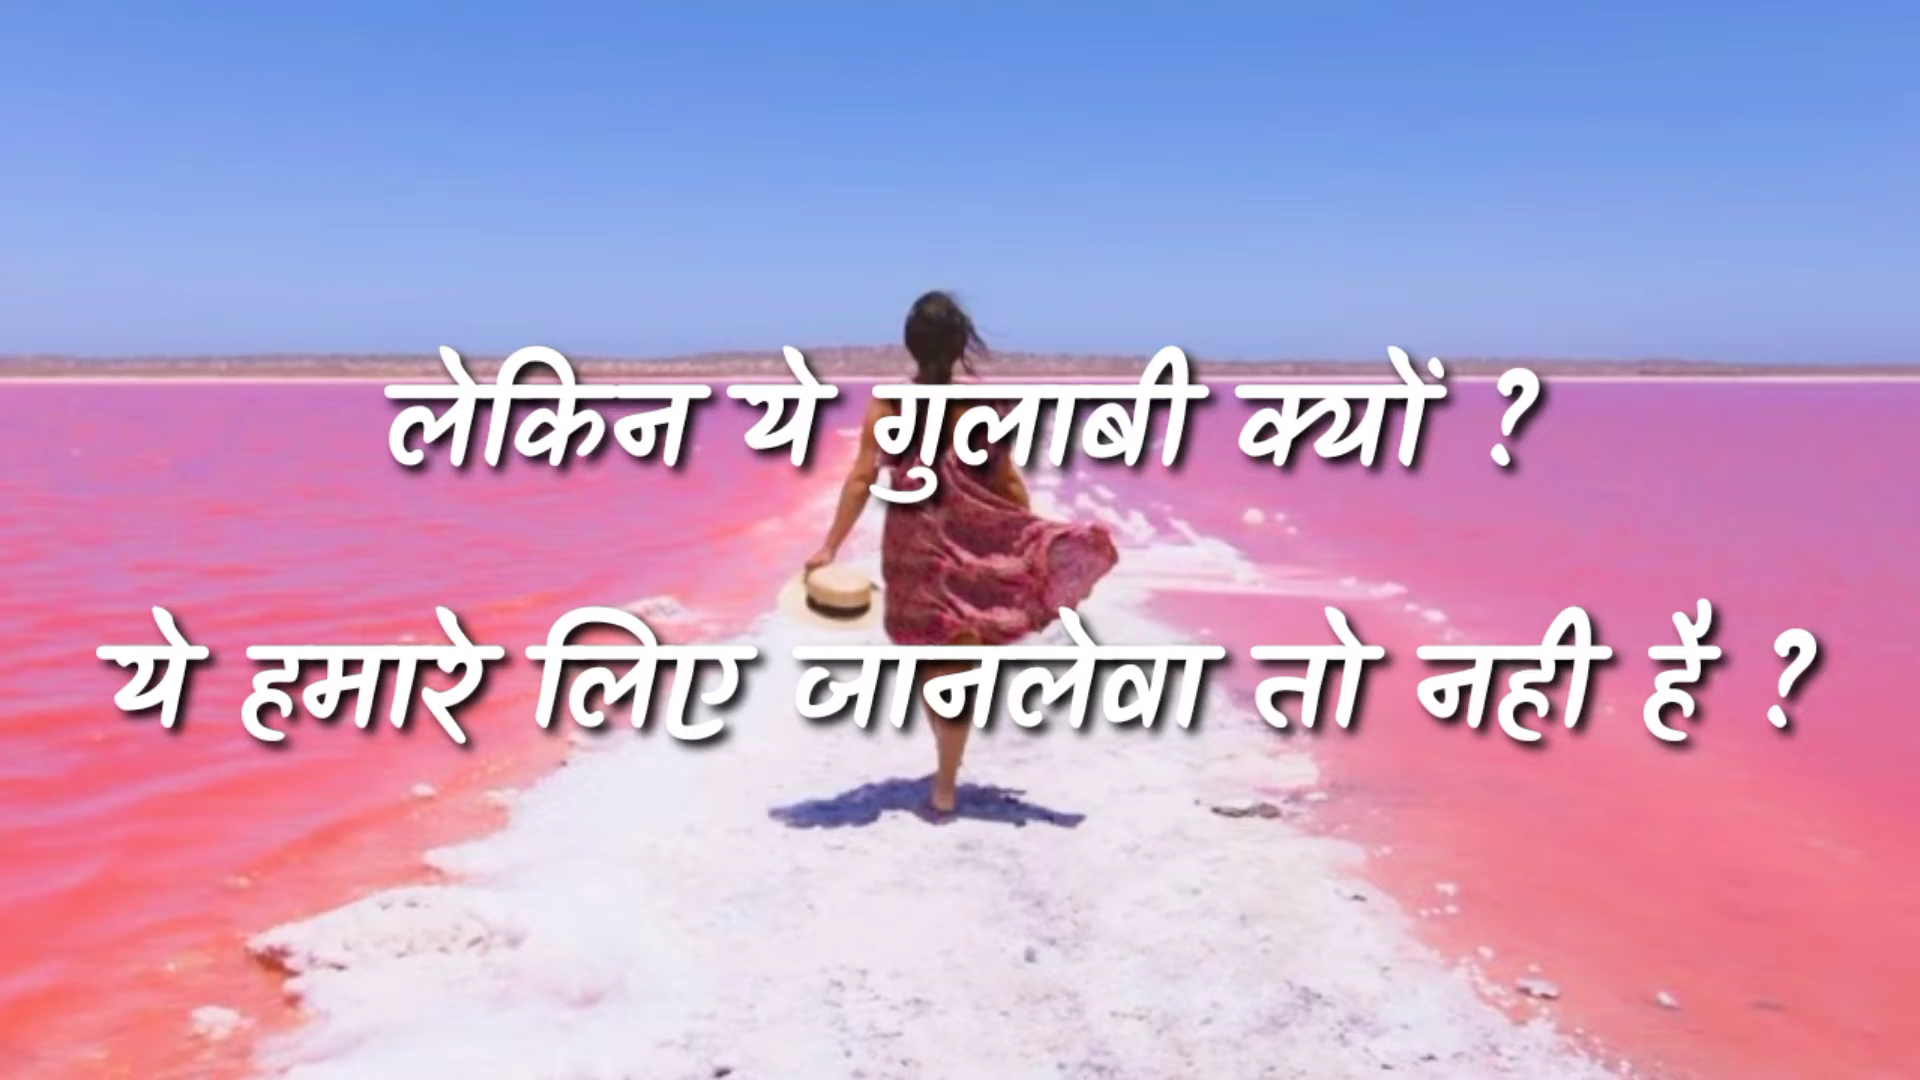 लेकिन ये गुलाबी क्यों ?
ये हमारे लिए जानलेवा तो नही है ?